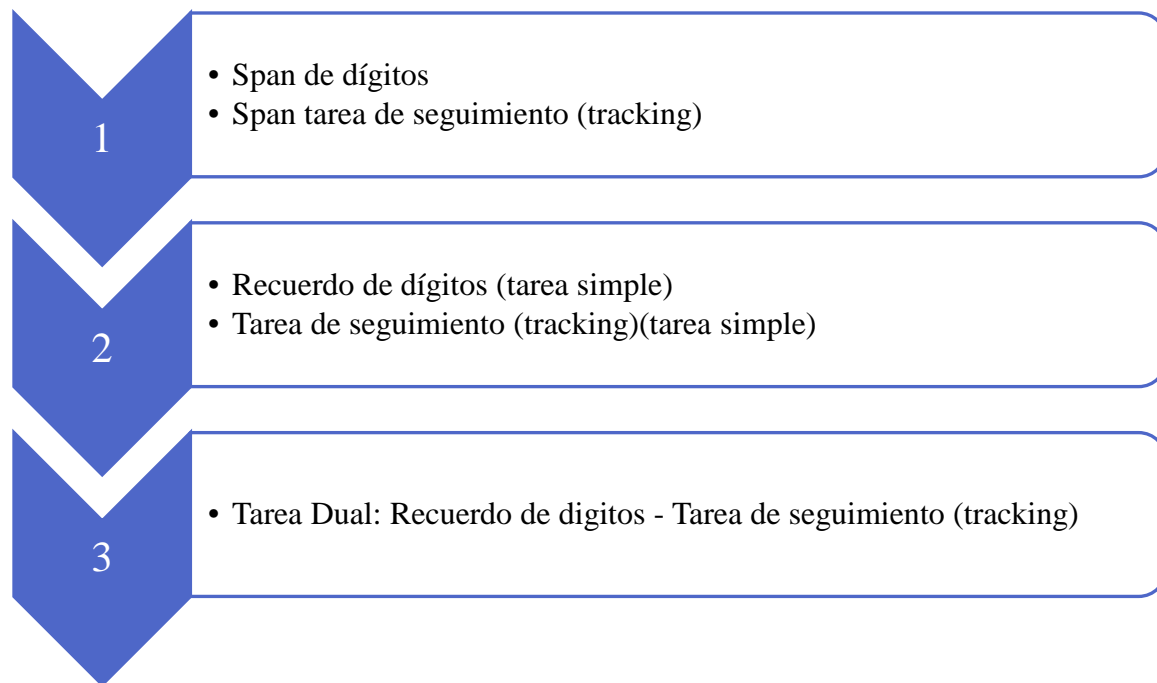 1
• Span de dígitos
• Span tarea de seguimiento (tracking)
2
• Recuerdo de dígitos (tarea simple)
• Tarea de seguimiento (tracking)(tarea simple)
3
• Tarea Dual: Recuerdo de digitos - Tarea de seguimiento (tracking)